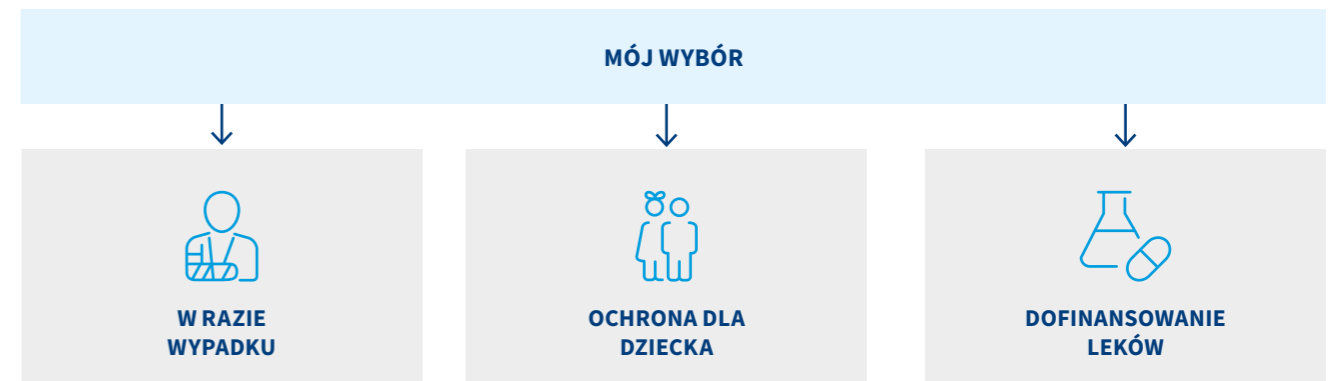 MÓJ WYBÓR
W RAZIE
WYPADKU
OCHRONA DLA
DZIECKA
DOFINANSOWANIE
LEKÓW